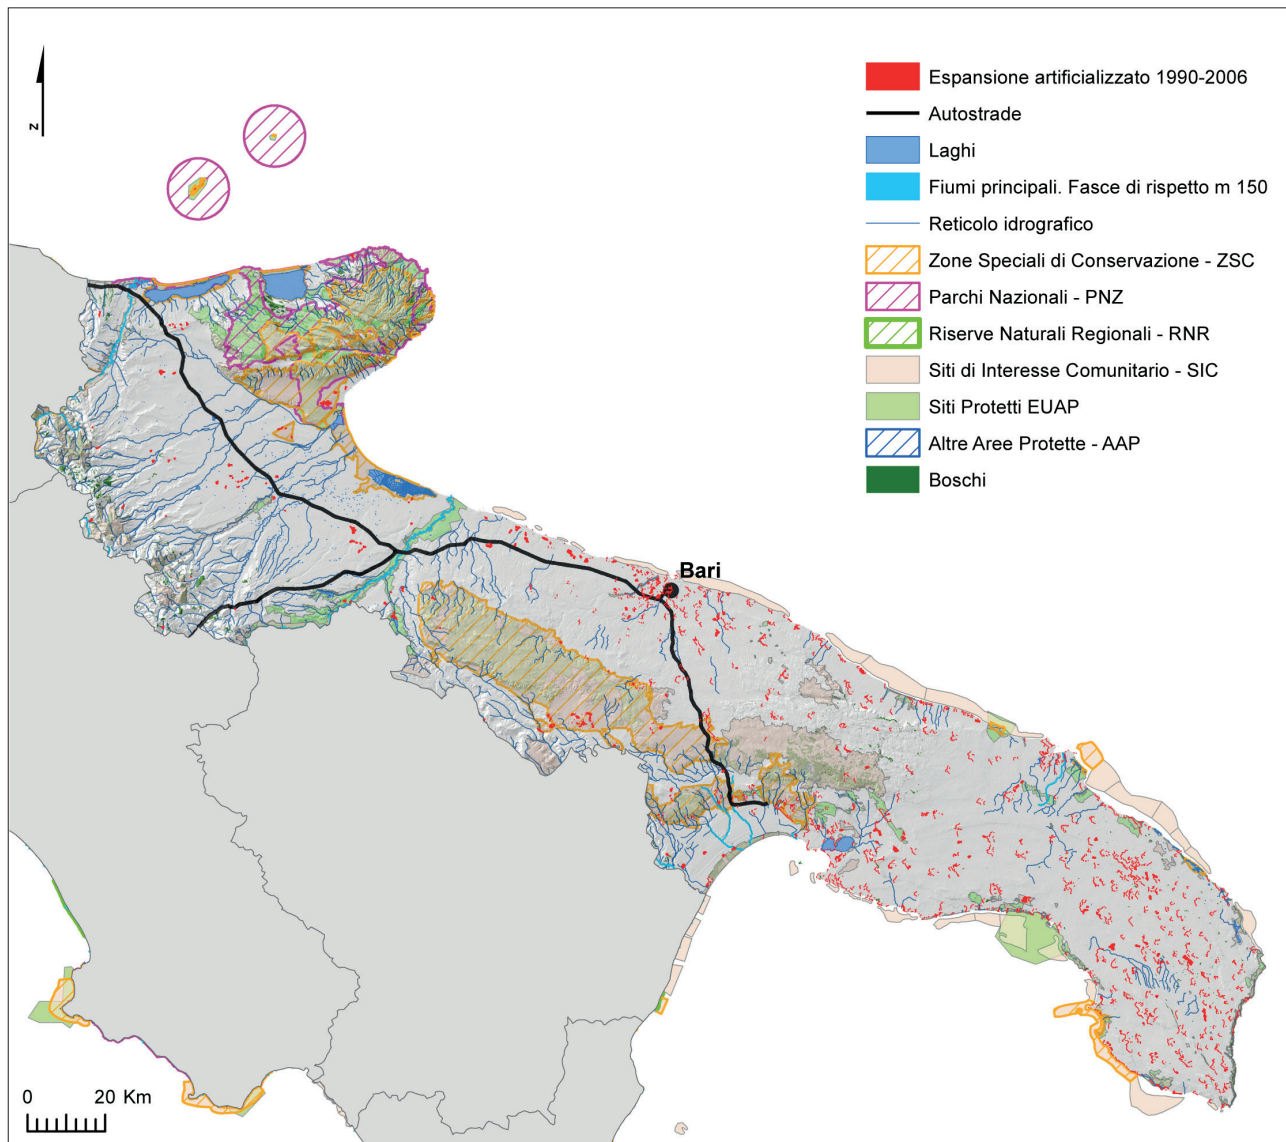 z
Espansione artificializzato 1990-2006
Autostrade
Laghi
Fiumi principali. Fasce di rispetto m 150
Reticolo idrografico
Zone Speciali di Conservazione - ZSC
Parchi Nazionali - PNZ
Riserve Naturali Regionali - RNR
Siti di Interesse Comunitario - SIC
Siti Protetti EUAP
Altre Aree Protette - AAP
Boschi
Bari
0 20 Km